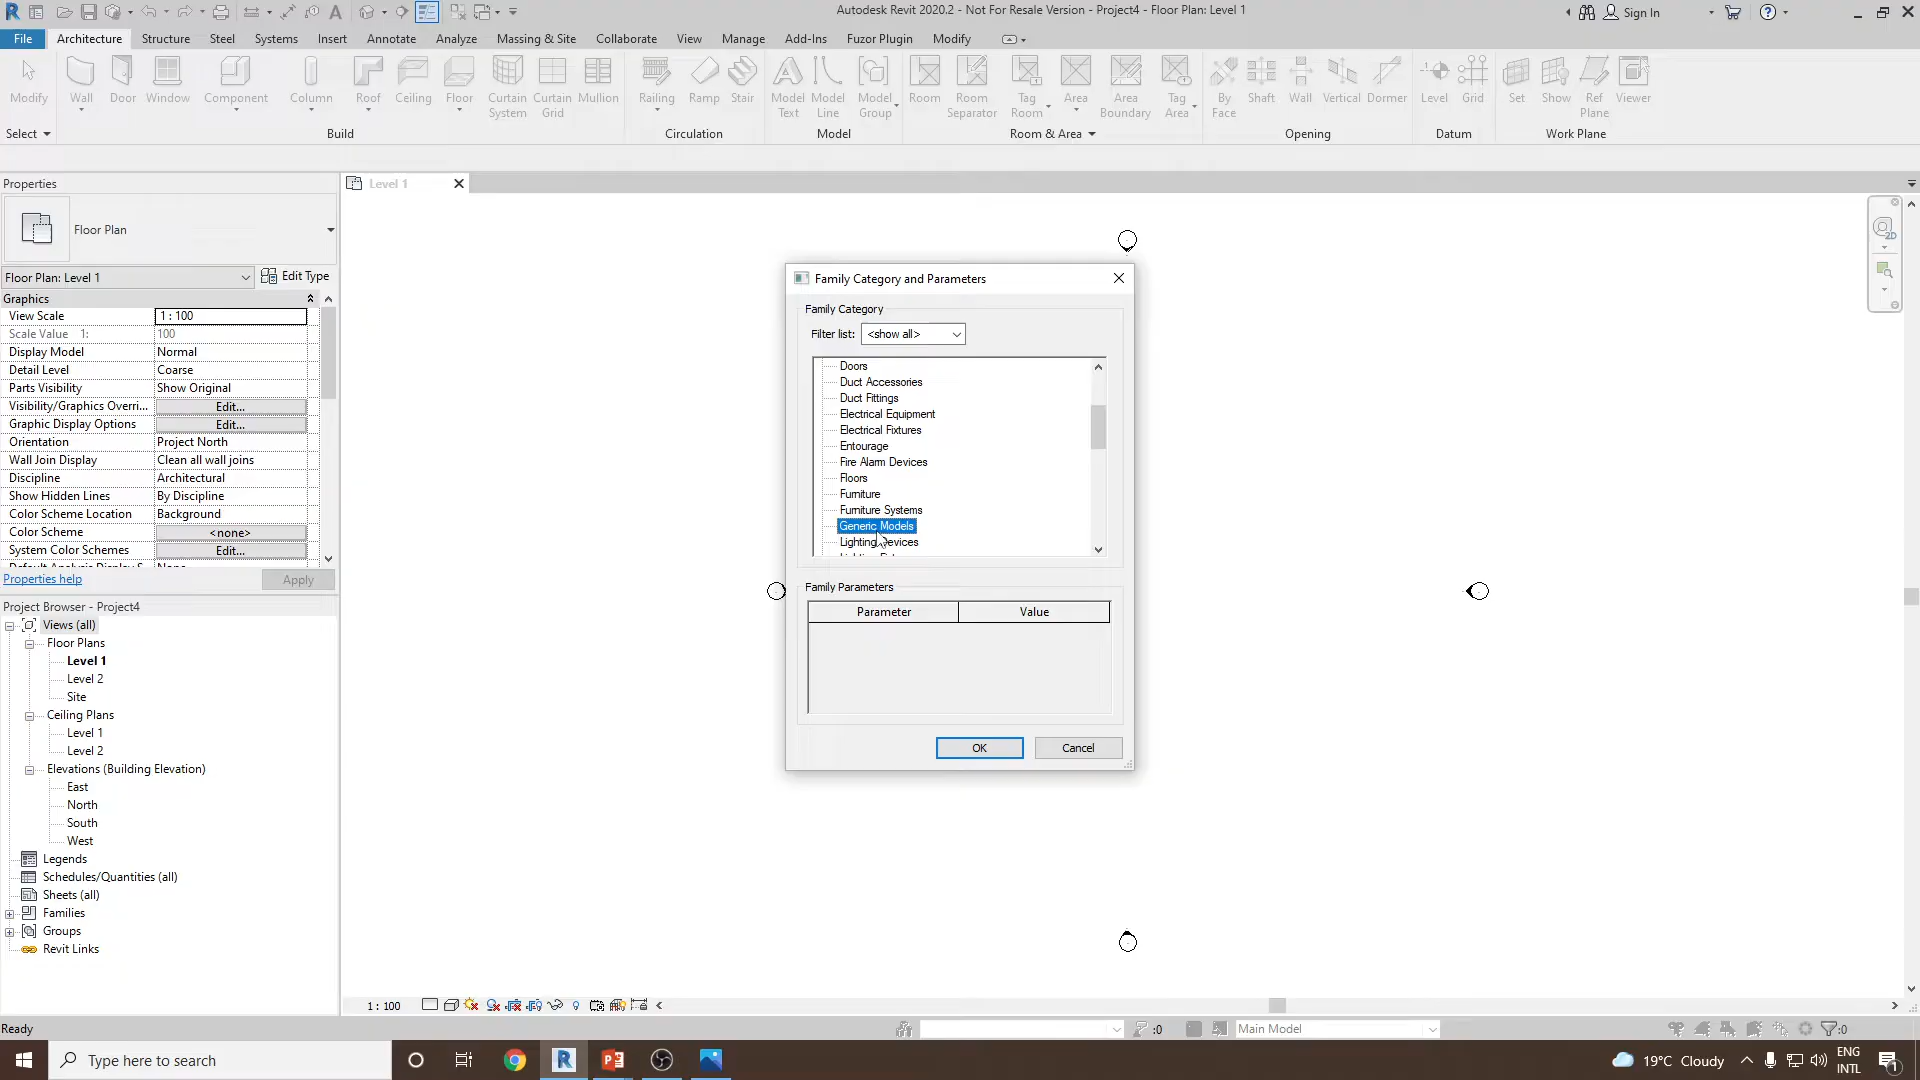 Autodesk Revit 2020.2 - Not For Resale Version - Project4 - Floor Plan: Level 1
Sign In
File Architecture Structure Steel Systems Insert Annotate Analyze Massing & Site Collaborate View Manage Add-Ins Fuzor Plugin Modify
Modify Wall Door Window Component Column Roof Ceiling Floor Curtain System Curtain Grid Mullion Railing Ramp Stair Model Text Model Line Model Group Room Room Separator Tag Room Area Area Boundary Tag Area By Face Shaft Wall Vertical Dormer Level Grid Set Show Ref Plane Viewer
Select Build Circulation Model Room & Area Opening Datum Work Plane
Properties
Level 1
Floor Plan
Floor Plan: Level 1
Edit Type
Graphics
View Scale 1 : 100
Scale Value 1: 100
Display Model Normal
Detail Level Coarse
Parts Visibility Show Original
Visibility/Graphics Overri... Edit...
Graphic Display Options Edit...
Orientation Project North
Wall Join Display Clean all wall joins
Discipline Architectural
Show Hidden Lines By Discipline
Color Scheme Location Background
Color Scheme <none>
System Color Schemes Edit...
Properties help
Apply
Project Browser - Project4
Views (all)
Floor Plans
Level 1
Level 2
Site
Ceiling Plans
Level 1
Level 2
Elevations (Building Elevation)
East
North
South
West
Legends
Schedules/Quantities (all)
Sheets (all)
Families
Groups
Revit Links
Family Category and Parameters
Family Category
Filter list: <show all>
Doors
Duct Accessories
Duct Fittings
Electrical Equipment
Electrical Fixtures
Entourage
Fire Alarm Devices
Floors
Furniture
Furniture Systems
Generic Models
Lighting Devices
Family Parameters
Parameter Value
OK Cancel
2D
1 : 100
Ready
:0
Main Model
:0
Type here to search
19°C Cloudy
ENG
INTL
1